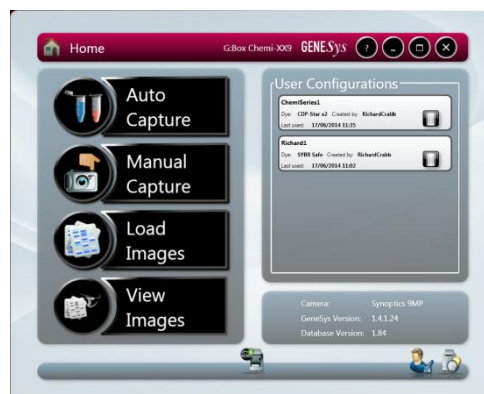 Home
G:Box Chemi-XX9 GENESys ?
Auto
Capture
Manual
Capture
Load
Images
View
Images
User Configurations
ChemiSeries1
Dye: CDP-Star x2 Created by: RichardCrabb
Last used: 17/06/2014 11:35
Richard1
Dye: SYBR Safe Created by: RichardCrabb
Last used: 17/06/2014 11:02
Camera: Synoptics 9MP
GeneSys Version: 1.4.1.24
Database Version: 1.84